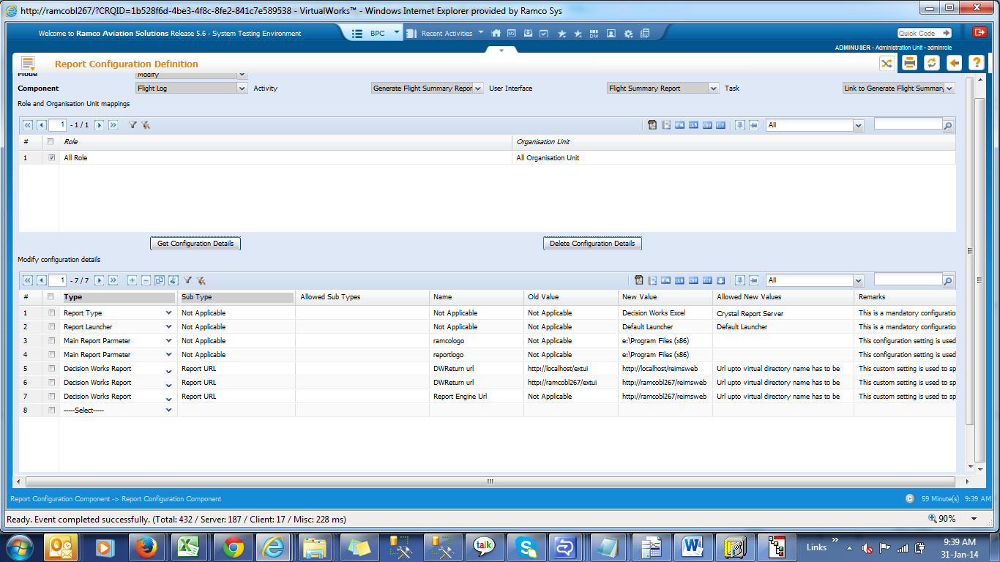 http://ramcobl267/?CRQID=1b528f6d-4be3-4f8c-8fe2-841c7e589538 - VirtualWorks™ - Windows Internet Explorer provided by Ramco Sys
Welcome to Ramco Aviation Solutions Release 5.6 - System Testing Environment
BPC
Recent Activities
Quick Code
ADMINUSER - Administration Unit - adminrole
Report Configuration Definition
Mode Modify
Component Flight Log Activity Generate Flight Summary Repor User Interface Flight Summary Report Task Link to Generate Flight Summary
Role and Organisation Unit mappings
1 - 1 / 1 All
# Role Organisation Unit
1 All Role All Organisation Unit
Get Configuration Details Delete Configuration Details
Modify configuration details
1 - 7 / 7 All
# Type Sub Type Allowed Sub Types Name Old Value New Value Allowed New Values Remarks
1 Report Type Not Applicable Not Applicable Not Applicable Decision Works Excel Crystal Report Server This is a mandatory configuratio
2 Report Launcher Not Applicable Not Applicable Not Applicable Default Launcher Default Launcher This is a mandatory configuratio
3 Main Report Parmeter Not Applicable ramcologo Not Applicable e:\Program Files (x86) This configuration setting is used
4 Main Report Parmeter Not Applicable reportlogo Not Applicable e:\Program Files (x86) This configuration setting is used
5 Decision Works Report Report URL DWReturn url http://localhost/extui http://localhost/reimsweb Url upto virtual directory name has to be This custom setting is used to sp
6 Decision Works Report Report URL DWReturn url http://ramcobl267/extui http://ramcobl267/reimsweb Url upto virtual directory name has to be This custom setting is used to sp
7 Decision Works Report Report URL Report Engine Url Not Applicable http://ramcobl267/reimsweb Url upto virtual directory name has to be This custom setting is used to sp
8 -----Select-----
Report Configuration Component -> Report Configuration Component
59 Minute(s) 9:39 AM
Ready. Event completed successfully. (Total: 432 / Server: 187 / Client: 17 / Misc: 228 ms)
90%
talk
Links
9:39 AM
31-Jan-14